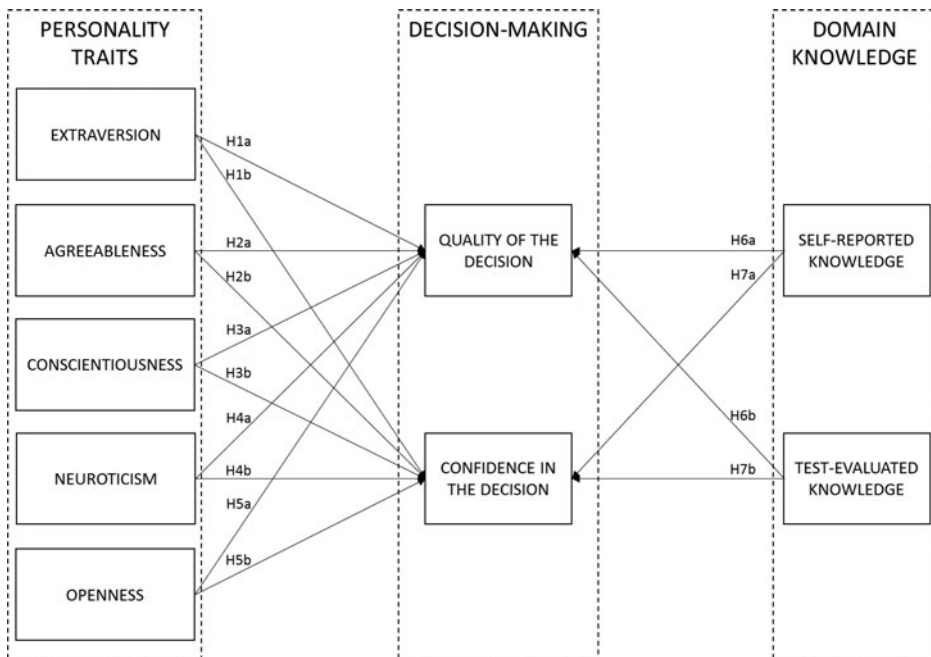 PERSONALITY
TRAITS
EXTRAVERSION
AGREEABLENESS
CONSCIENTIOUSNESS
NEUROTICISM
OPENNESS
H1a
H1b
H2a
H2b
H3a
H3b
H4a
H4b
H5a
H5b
DECISION-MAKING
QUALITY OF THE
DECISION
CONFIDENCE IN
THE DECISION
H6a
H7a
H6b
H7b
DOMAIN
KNOWLEDGE
SELF-REPORTED
KNOWLEDGE
TEST-EVALUATED
KNOWLEDGE